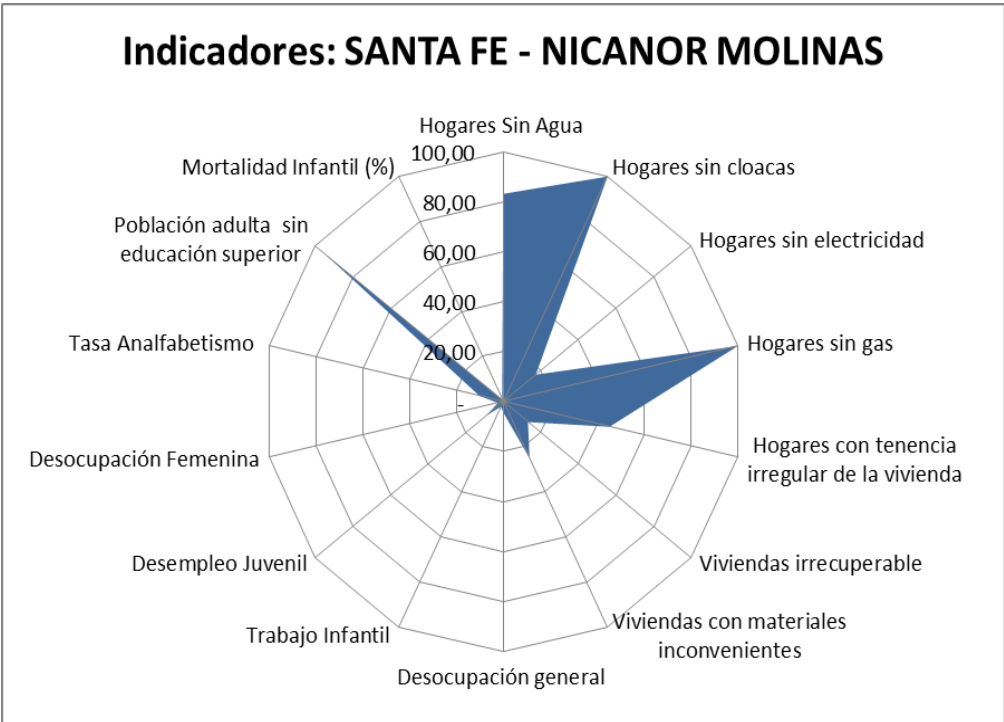 Indicadores: SANTA FE - NICANOR MOLINAS
Hogares Sin Agua
100,00
Mortalidad Infantil (%)
Hogares sin cloacas
80,00
Población adulta  sin
educación superior
Hogares sin electricidad
60,00
40,00
Tasa Analfabetismo
Hogares sin gas
20,00
-
Desocupación Femenina
Hogares con tenencia
irregular de la vivienda
Desempleo Juvenil
Viviendas irrecuperable
Trabajo Infantil
Viviendas con materiales
inconvenientes
Desocupación general